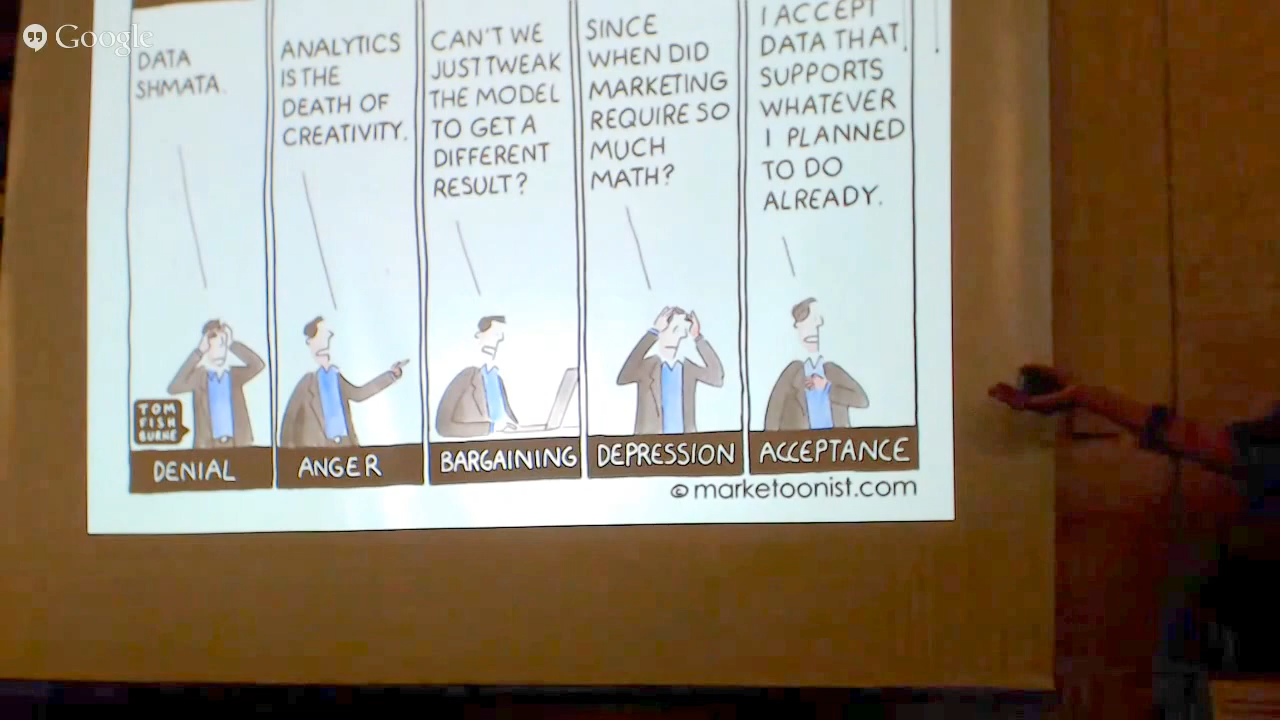 Google
DATA
SHMATA.
ANALYTICS
IS THE
DEATH OF
CREATIVITY.
CAN'T WE
JUST TWEAK
THE MODEL
TO GET A
DIFFERENT
RESULT?
SINCE
WHEN DID
MARKETING
REQUIRE SO
MUCH
MATH?
I ACCEPT
DATA THAT
SUPPORTS
WHATEVER
I PLANNED
TO DO
ALREADY.
TOM
FISH
BURNE
DENIAL
ANGER
BARGAINING
DEPRESSION
ACCEPTANCE
© marketoonist.com